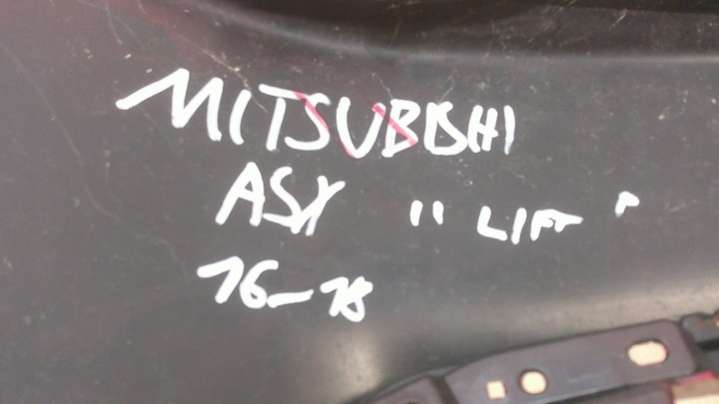 MITSUBISHI
ASX "LIFT"
16-18